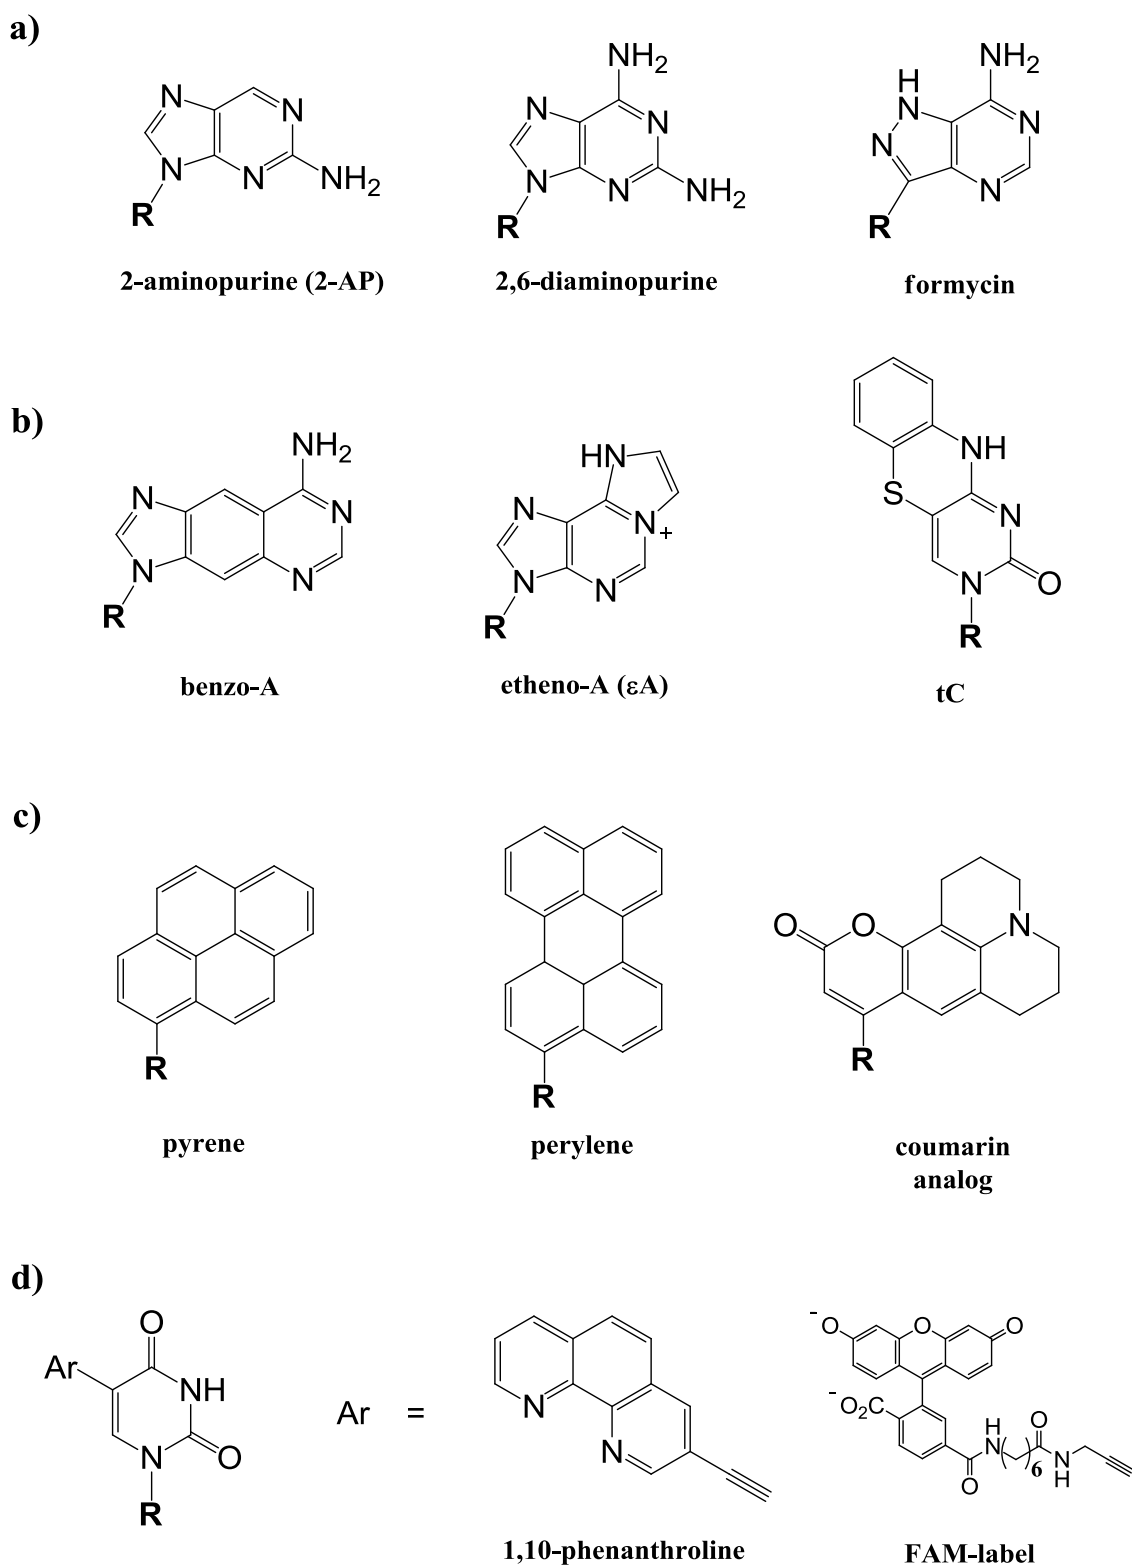 a)
N
N
N
N
NH2
R
2-aminopurine (2-AP)
NH2
N
N
N
N
NH2
R
2,6-diaminopurine
NH2
H
N
N
N
N
R
formycin
b)
NH2
N
N
N
N
R
benzo-A
HN
N
N+
N
N
R
etheno-A (εA)
NH
S
N
N
O
R
tC
c)
R
pyrene
R
perylene
O
O
N
R
coumarin
analog
d)
O
Ar
NH
N
O
R
Ar =
N
N
1,10-phenanthroline
-O
O
O
-O2C
O
H
N
6
O
N
H
FAM-label